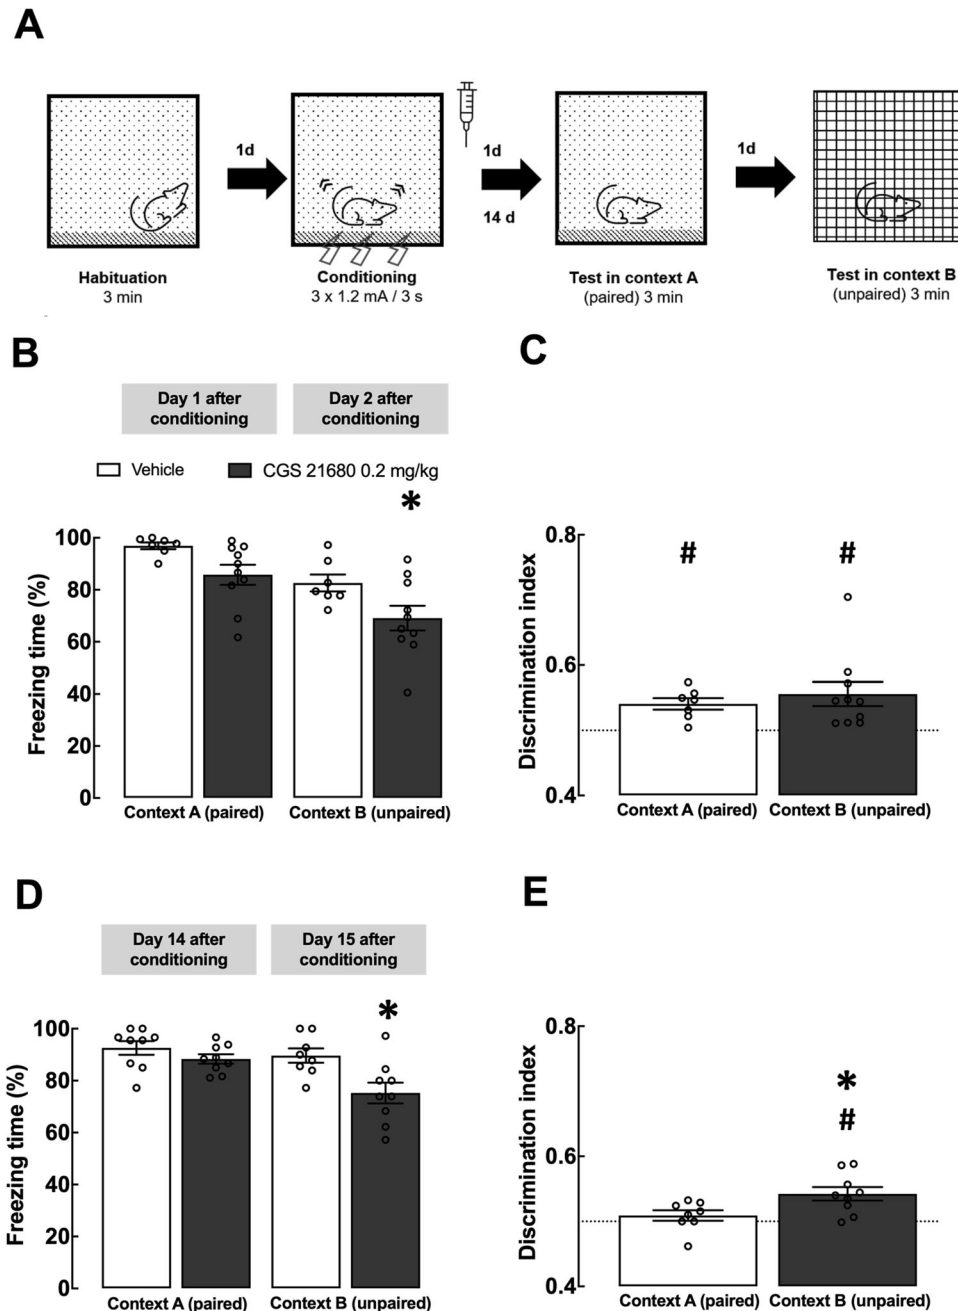 A
1d
1d
14 d
1d
Habituation
3 min
Conditioning
3 x 1.2 mA / 3 s
Test in context A
(paired) 3 min
Test in context B
(unpaired) 3 min
B
Day 1 after
conditioning
Day 2 after
conditioning
Vehicle
CGS 21680 0.2 mg/kg
*
Freezing time (%)
100
80
60
40
20
0
Context A (paired)
Context B (unpaired)
C
#
#
Discrimination index
0.8
0.6
0.4
Context A (paired)
Context B (unpaired)
D
Day 14 after
conditioning
Day 15 after
conditioning
*
Freezing time (%)
100
80
60
40
20
0
Context A (paired)
Context B (unpaired)
E
*
#
Discrimination index
0.8
0.6
0.4
Context A (paired)
Context B (unpaired)